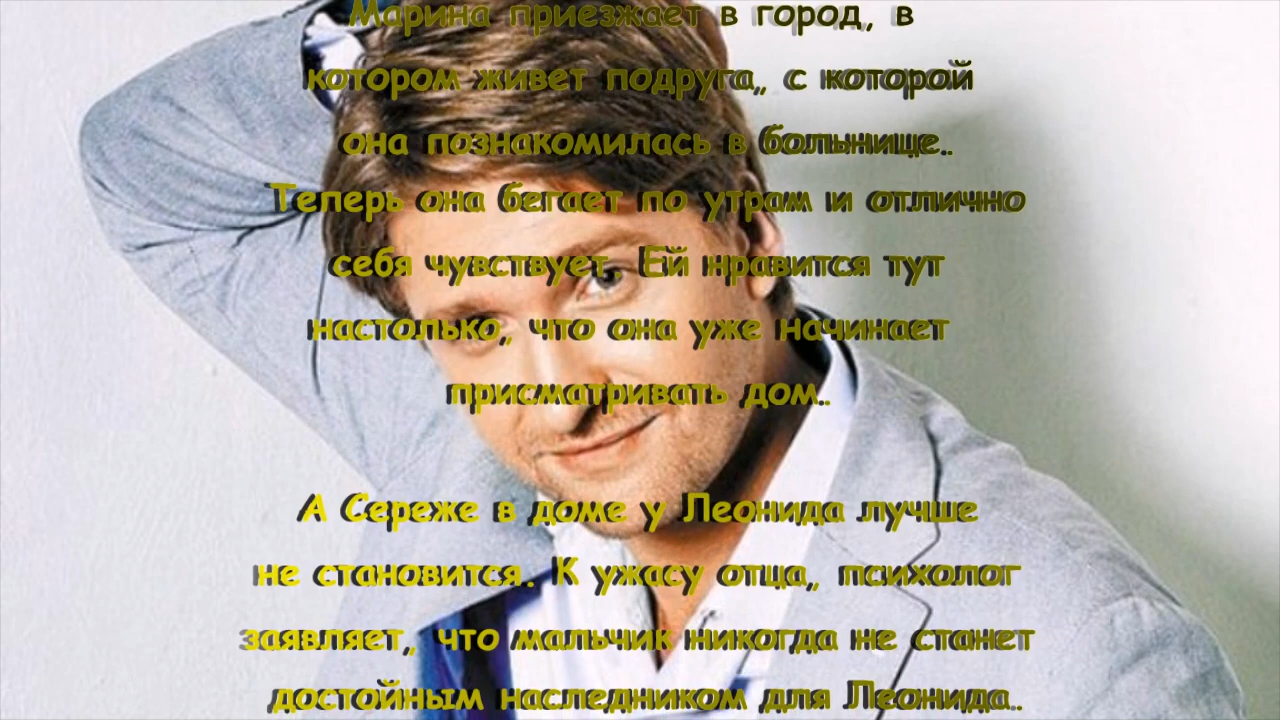 Марина приезжает в город, в
котором живет подруга, с которой
она познакомилась в больнице.
Теперь она бегает по утрам и отлично
себя чувствует. Ей нравится тут
настолько, что она уже начинает
присматривать дом.
А Сереже в доме у Леонида лучше
не становится. К ужасу отца, психолог
заявляет, что мальчик никогда не станет
достойным наследником для Леонида.